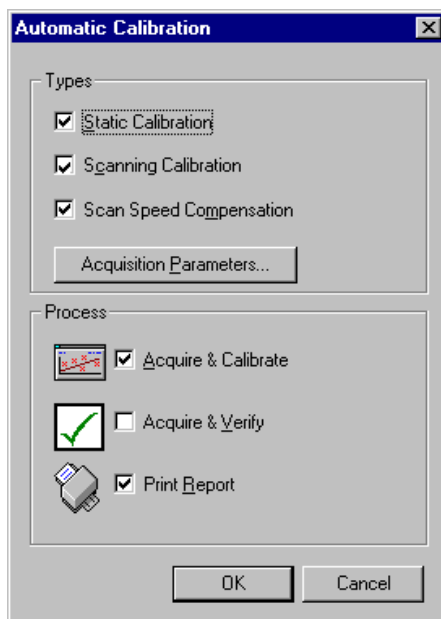 Automatic Calibration
Types
Static Calibration
Scanning Calibration
Scan Speed Compensation
Acquisition Parameters...
Process
Acquire & Calibrate
Acquire & Verify
Print Report
OK Cancel